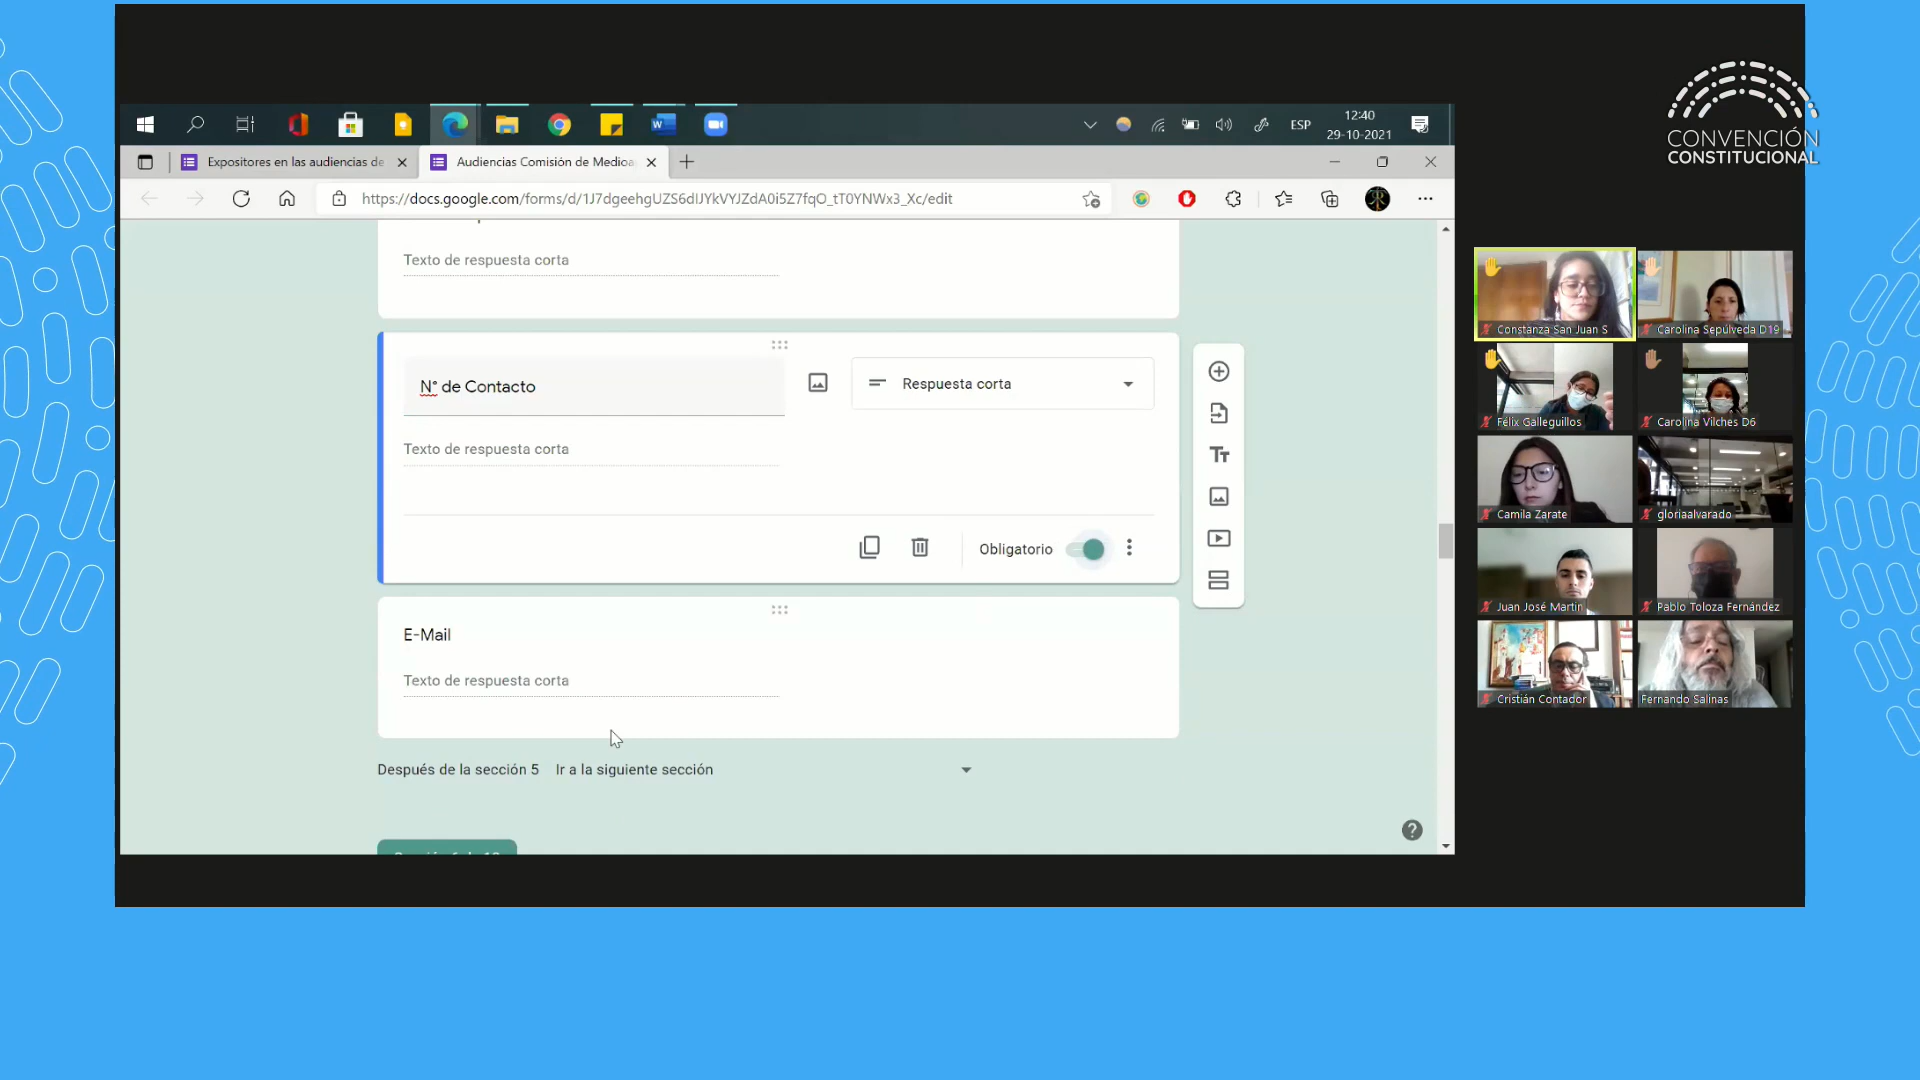 12:40
ESP
29-10-2021
CONVENCIÓN
CONSTITUCIONAL
Expositores en las audiencias de
Audiencias Comisión de Medioa
https://docs.google.com/forms/d/1J7dgeehgUZS6dIJYkVYJZdA0i5Z7fqO_tT0YNWx3_Xc/edit
Texto de respuesta corta
N° de Contacto
Respuesta corta
Texto de respuesta corta
Obligatorio
E-Mail
Texto de respuesta corta
Después de la sección 5 Ir a la siguiente sección
Constanza San Juan S
Carolina Sepúlveda D19
Félix Galleguillos
Carolina Vilches D6
Camila Zarate
gloriaalvarado
Juan José Martin
Pablo Toloza Fernández
Cristián Contador
Fernando Salinas